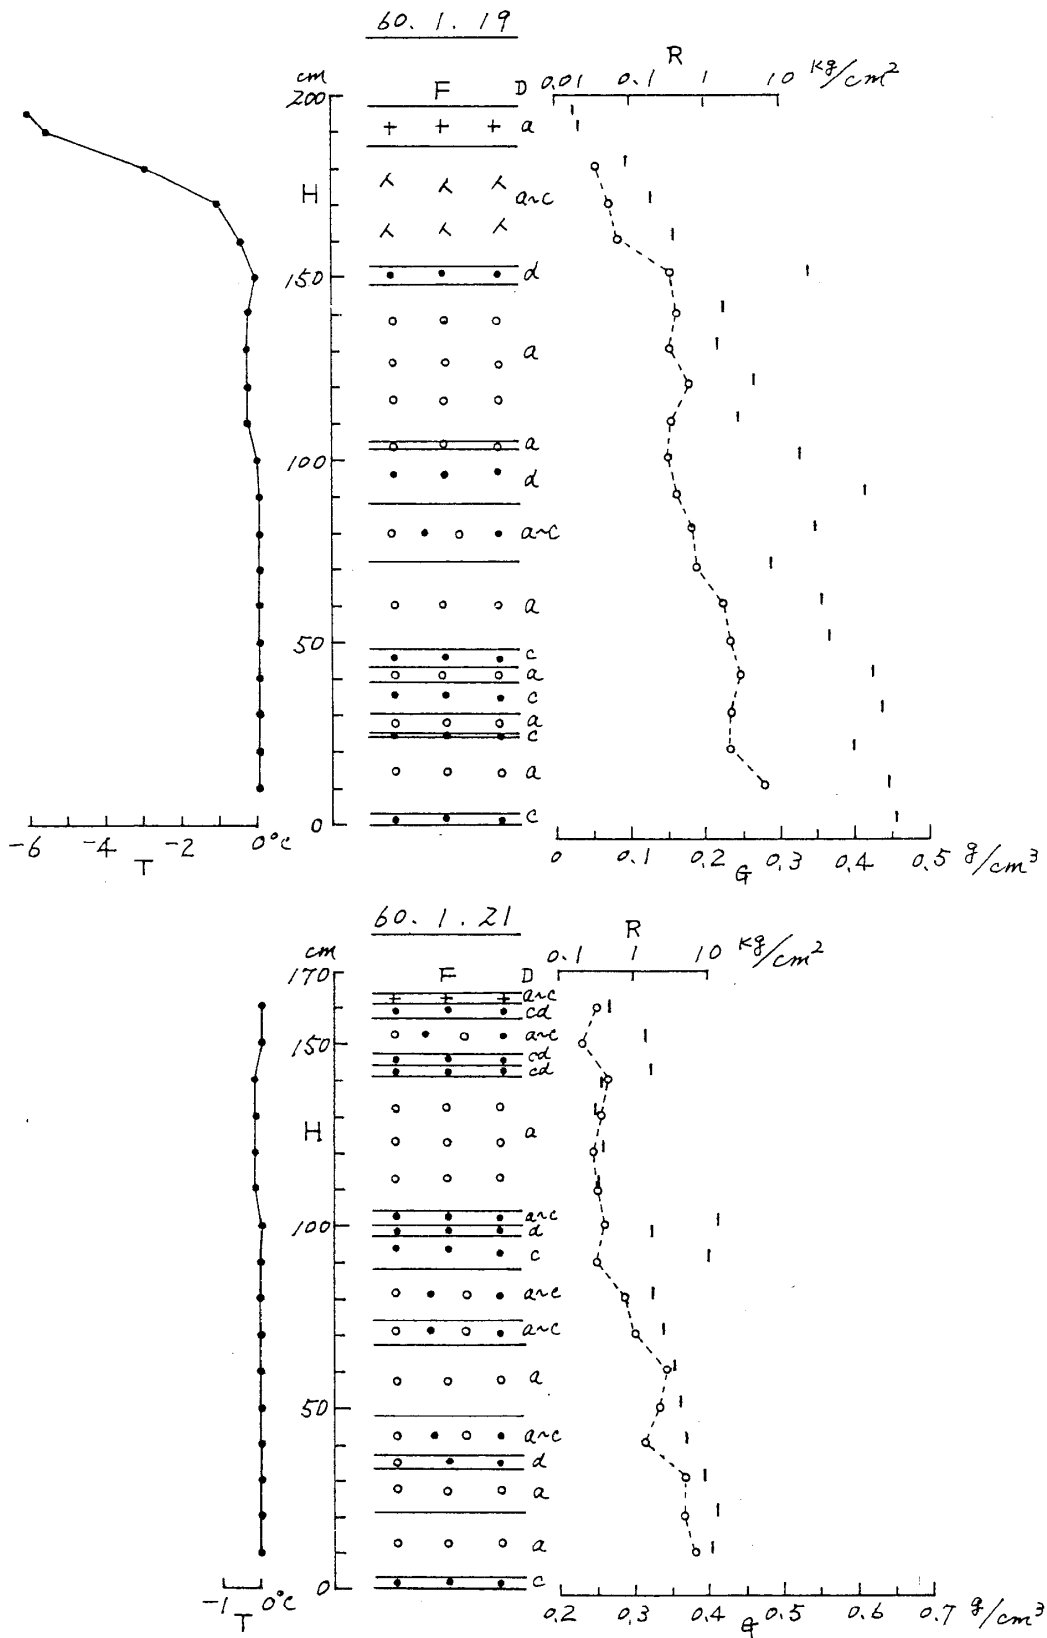 60. 1. 19
R
cm F D 0.01 0.1 1 10 kg/cm²
200
a
H
a~c
150
d
a
a
100
d
a~c
a
50
c
a
c
a
c
a
0
c
-6 -4 -2 0°C
T
0 0.1 0.2 0.3 0.4 0.5 g/cm³
G
60. 1. 21
R
cm F D 0.1 1 10 kg/cm²
170
a~c
cd
a~c
150
cd
cd
H
a
a~c
100
d
c
a~c
a~c
a
50
a~c
d
a
a
c
0
-1 0°C
T
0.2 0.3 0.4 0.5 0.6 0.7 g/cm³
G